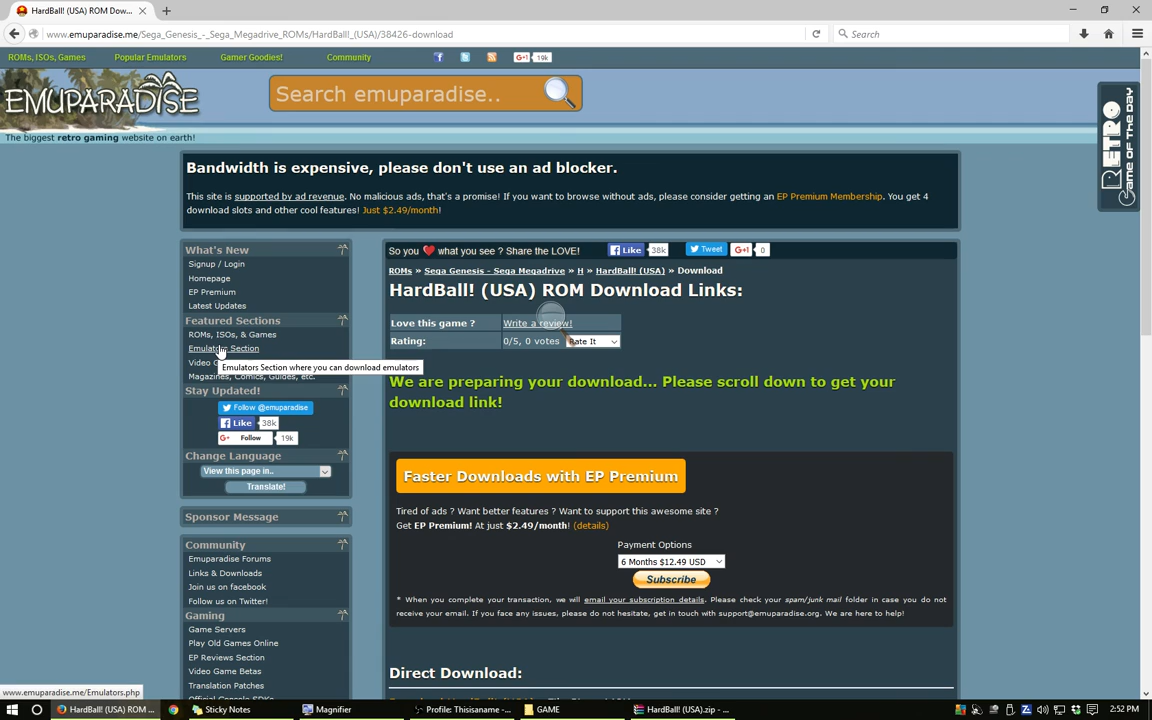 HardBall! (USA) ROM Downlo...
www.emuparadise.me/Sega_Genesis_-_Sega_Megadrive_ROMs/HardBall!_(USA)/38426-download
Search
ROMs, ISOs, Games
Popular Emulators
Gamer Goodies!
Community
G+1 19k
EMUPARADISE
Search emuparadise..
The biggest retro gaming website on earth!
RETRO
Game OF THE DAY
Bandwidth is expensive, please don't use an ad blocker.
This site is supported by ad revenue. No malicious ads, that's a promise! If you want to browse without ads, please consider getting an EP Premium Membership. You get 4
download slots and other cool features! Just $2.49/month!
What's New
Signup / Login
Homepage
EP Premium
Latest Updates
Featured Sections
ROMs, ISOs, & Games
Emulators Section
Video G
Emulators Section where you can download emulators
Magazines, Comics, Guides, etc.
Stay Updated!
Follow @emuparadise
Like 38k
G+ Follow 19k
Change Language
View this page in..
Translate!
Sponsor Message
Community
Emuparadise Forums
Links & Downloads
Join us on facebook
Follow us on Twitter!
Gaming
Game Servers
Play Old Games Online
EP Reviews Section
Video Game Betas
Translation Patches
So you what you see ? Share the LOVE!
Like 38k
Tweet
G+1 0
ROMs » Sega Genesis - Sega Megadrive » H » HardBall! (USA) » Download
HardBall! (USA) ROM Download Links:
Love this game ? Write a review!
Rating: 0/5, 0 votes Rate It
We are preparing your download... Please scroll down to get your
download link!
Faster Downloads with EP Premium
Tired of ads ? Want better features ? Want to support this awesome site ?
Get EP Premium! At just $2.49/month! (details)
Payment Options
6 Months $12.49 USD
Subscribe
* When you complete your transaction, we will email your subscription details. Please check your spam/junk mail folder in case you do not
receive your email. If you face any issues, please do not hesitate, get in touch with support@emuparadise.org. We are here to help!
Direct Download:
www.emuparadise.me/Emulators.php
HardBall! (USA) ROM ...
Sticky Notes
Magnifier
Profile: Thisisaname - ...
GAME
HardBall! (USA).zip - ...
2:52 PM